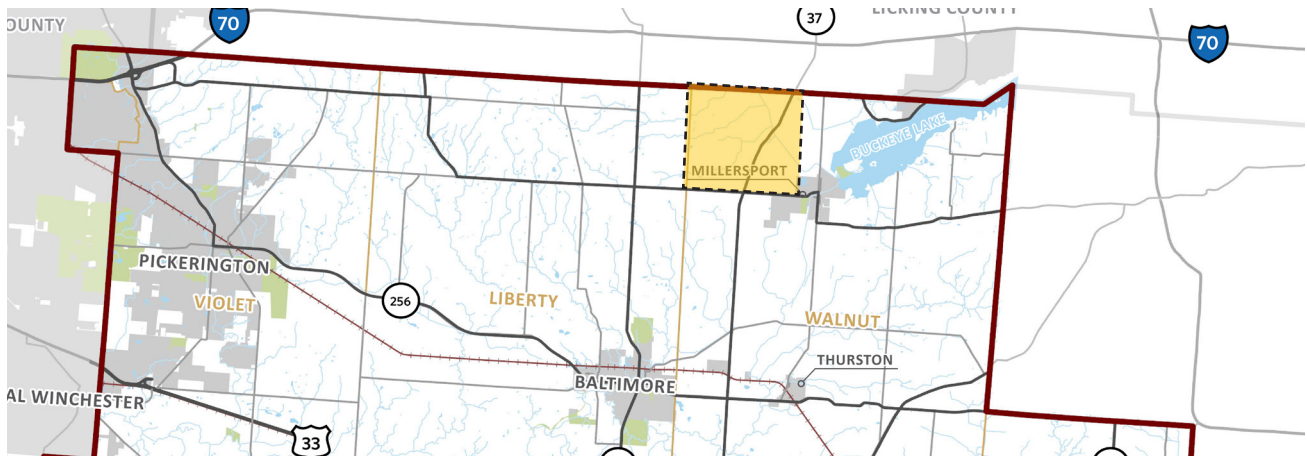 OUNTY
70
37
LICKING COUNTY
70
BUCKEYE LAKE
MILLERSPORT
PICKERINGTON
VIOLET
256
LIBERTY
WALNUT
THURSTON
BALTIMORE
AL WINCHESTER
33